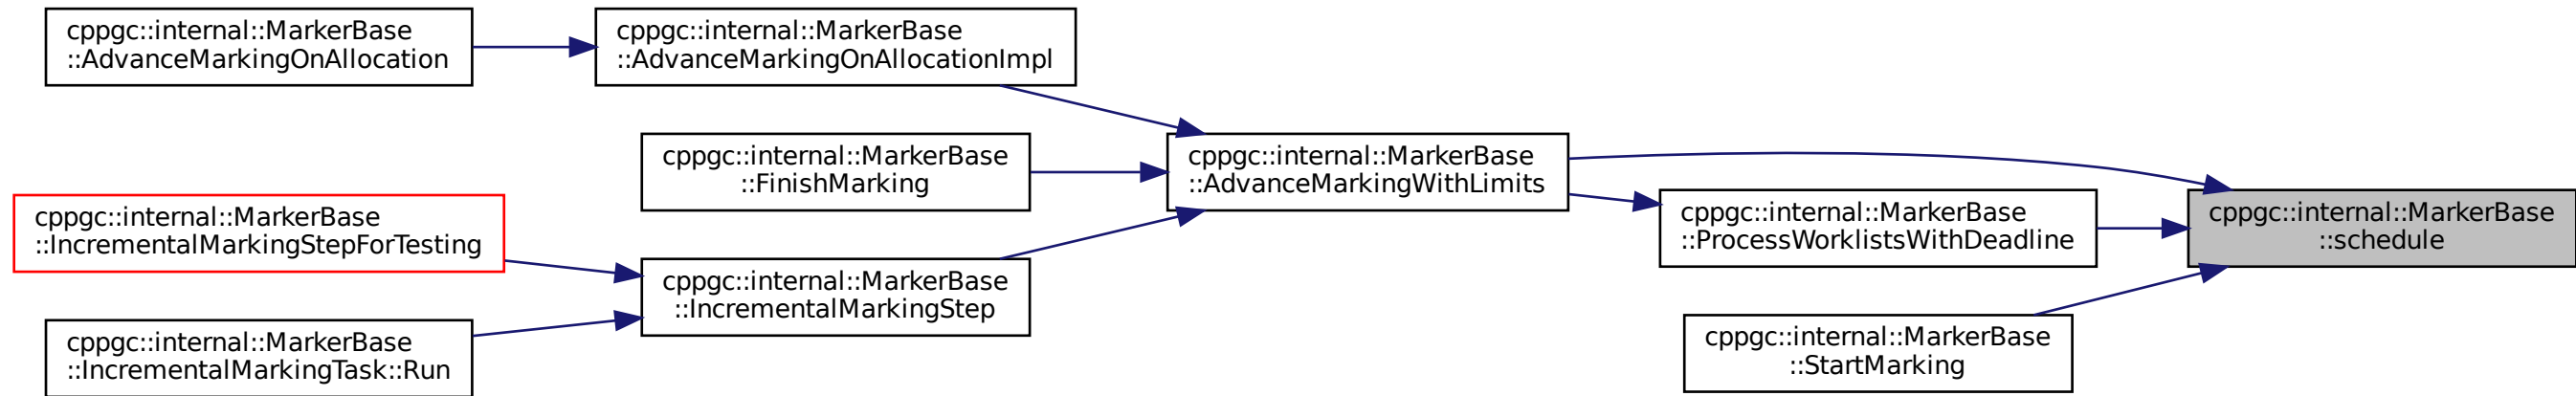 cppgc::internal::MarkerBase
::AdvanceMarkingOnAllocation
cppgc::internal::MarkerBase
::AdvanceMarkingOnAllocationImpl
cppgc::internal::MarkerBase
::FinishMarking
cppgc::internal::MarkerBase
::IncrementalMarkingStepForTesting
cppgc::internal::MarkerBase
::IncrementalMarkingTask::Run
cppgc::internal::MarkerBase
::IncrementalMarkingStep
cppgc::internal::MarkerBase
::AdvanceMarkingWithLimits
cppgc::internal::MarkerBase
::ProcessWorklistsWithDeadline
cppgc::internal::MarkerBase
::StartMarking
cppgc::internal::MarkerBase
::schedule